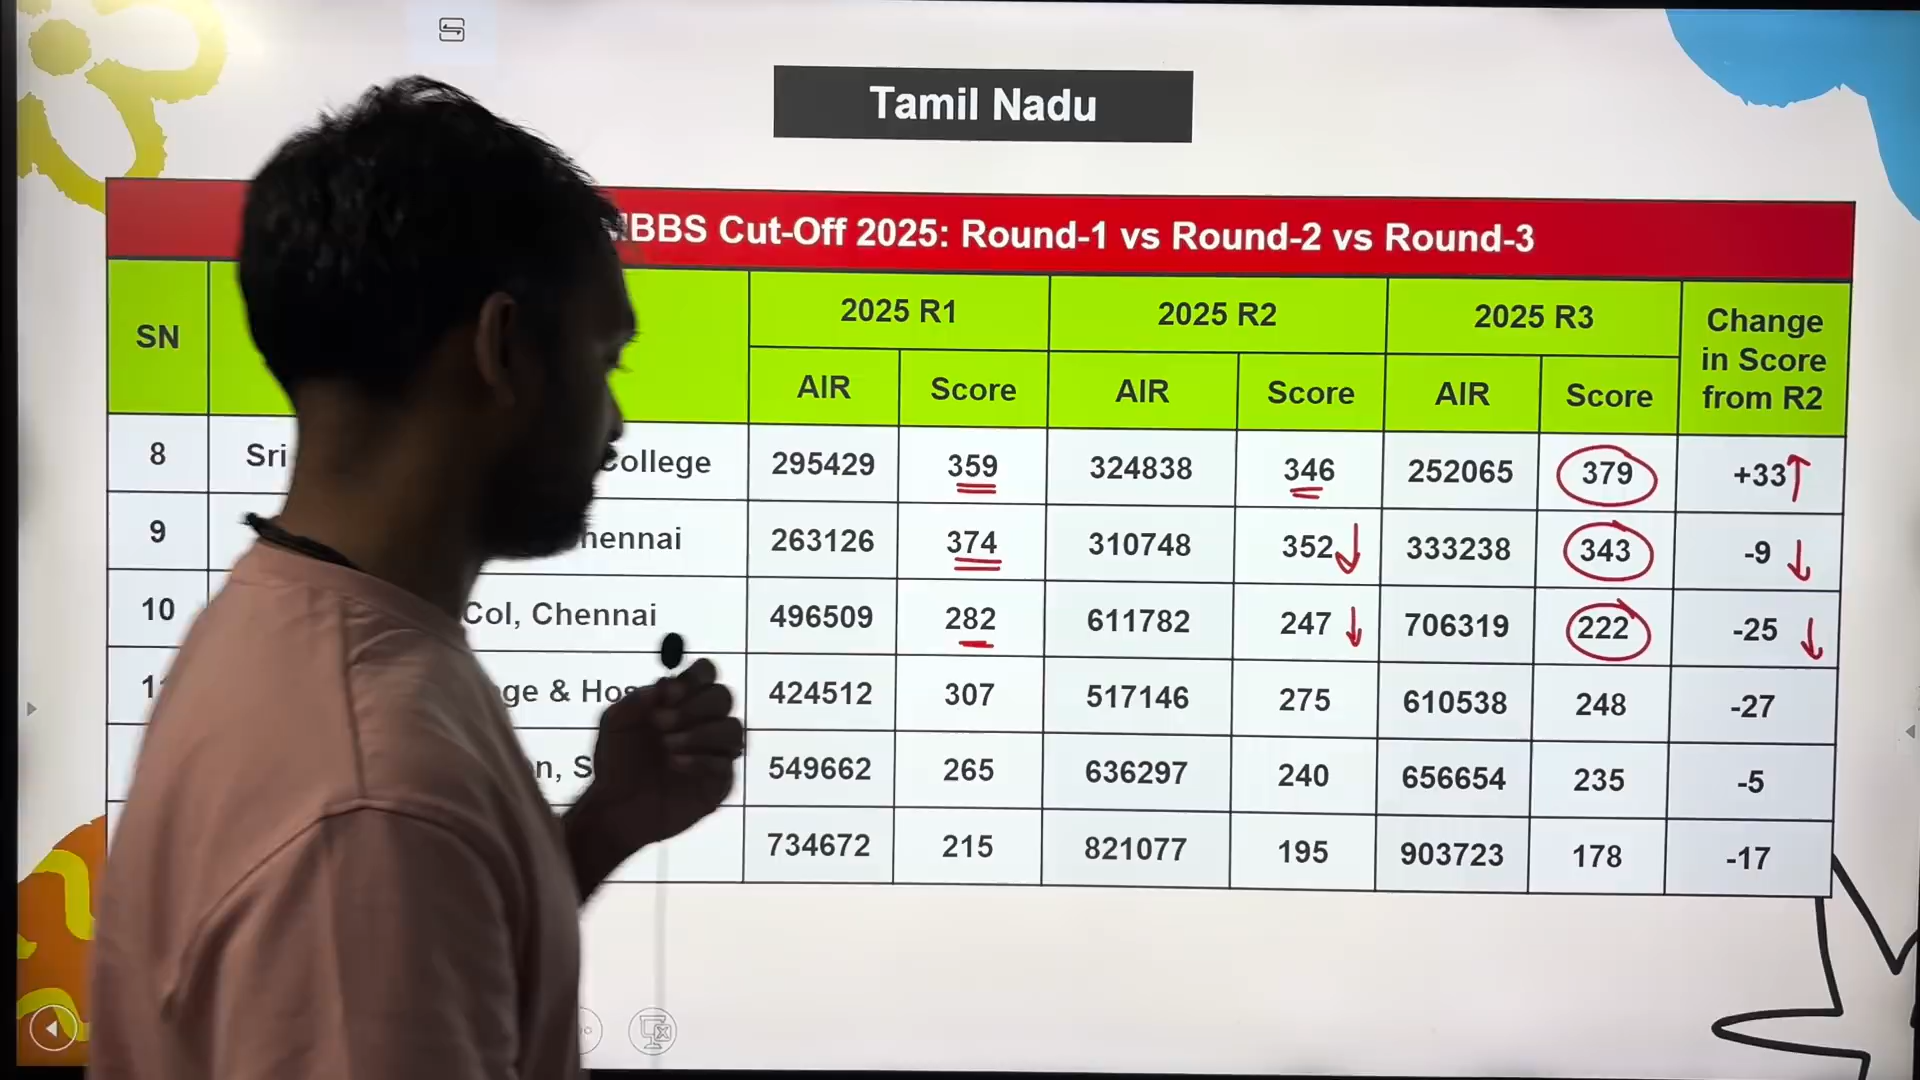 Tamil Nadu
MBBS Cut-Off 2025: Round-1 vs Round-2 vs Round-3
SN 2025 R1 2025 R2 2025 R3 Change in Score from R2
AIR Score AIR Score AIR Score
8 Sri College 295429 359 324838 346 252065 379 +33
9 263126 374 310748 352 333238 343 -9
10 Col, Chennai 496509 282 611782 247 706319 222 -25
& 424512 307 517146 275 610538 248 -27
549662 265 636297 240 656654 235 -5
734672 215 821077 195 903723 178 -17